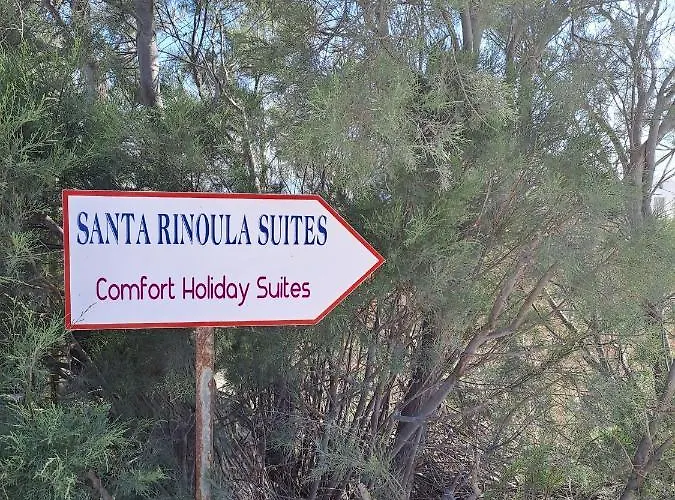 SANTA RINOULA SUITES
Comfort Holiday Suites